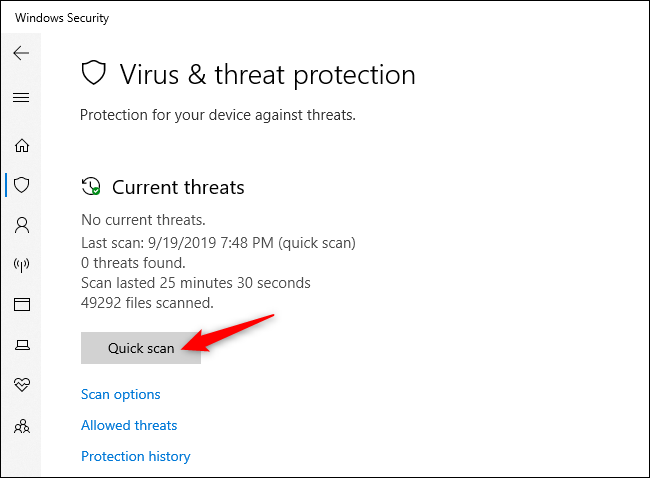 Windows Security
Virus & threat protection
Protection for your device against threats.
Current threats
No current threats.
Last scan: 9/19/2019 7:48 PM (quick scan)
0 threats found.
Scan lasted 25 minutes 30 seconds
49292 files scanned.
Quick scan
Scan options
Allowed threats
Protection history